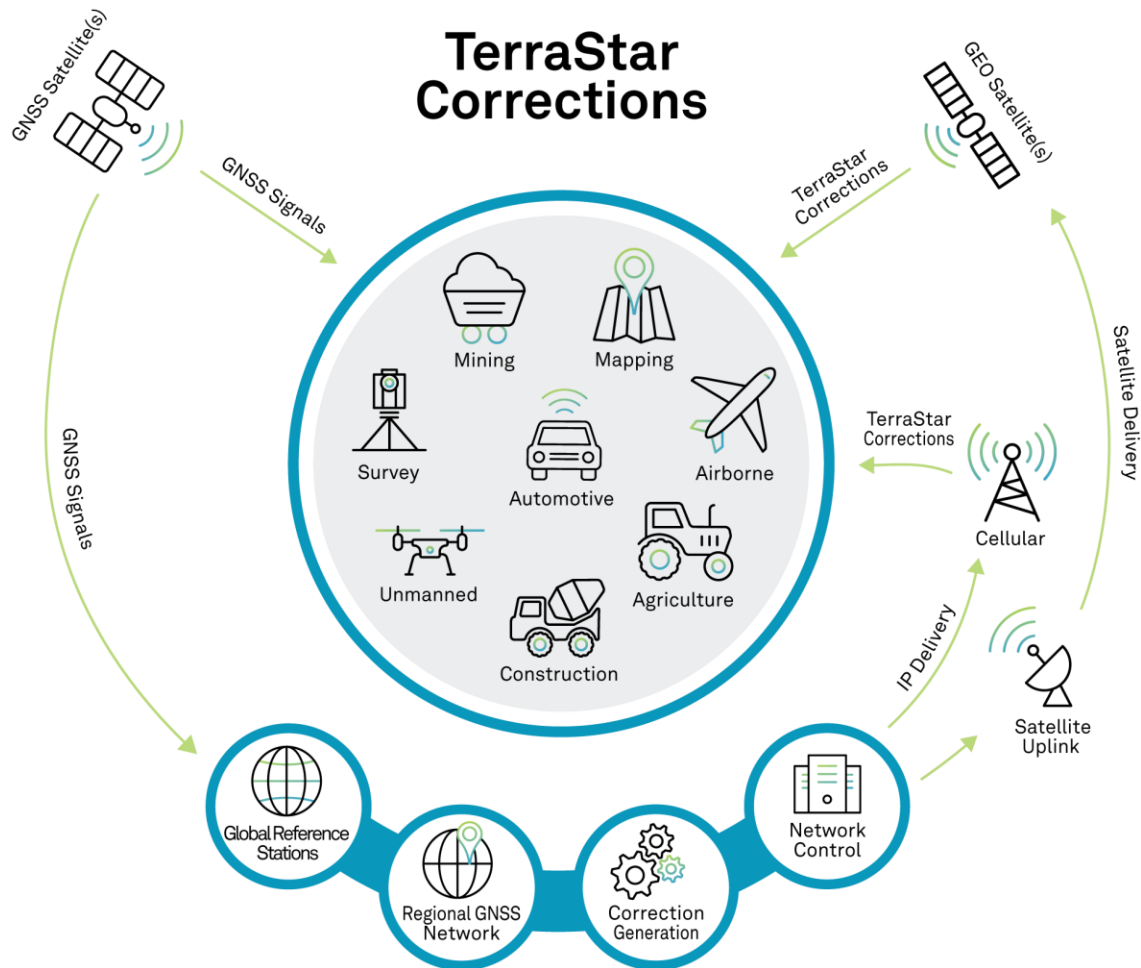 TerraStar
Corrections
GNSS Satellite(s)
GEO Satellite(s)
GNSS Signals
TerraStar
Corrections
Mining
Mapping
Survey
Automotive
Airborne
TerraStar
Corrections
Satellite Delivery
GNSS Signals
Cellular
Unmanned
Agriculture
Construction
IP Delivery
Satellite
Uplink
Global Reference
Stations
Regional GNSS
Network
Correction
Generation
Network
Control